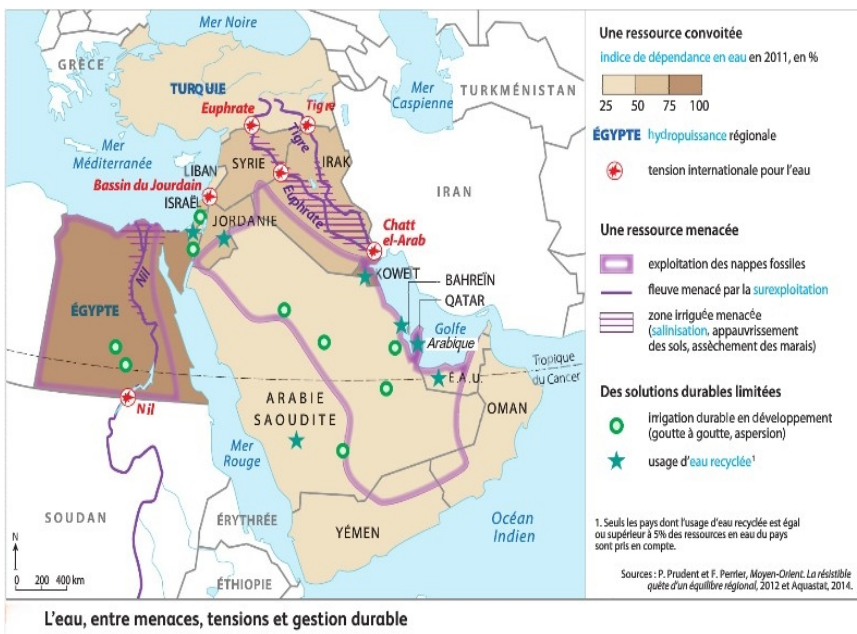 Mer Noire
GRÈCE
TURQUIE
Euphrate
Tigre
Mer
Caspienne
TURKMÉNISTAN
Mer
Méditerranée
LIBAN
SYRIE
Tigre
IRAK
IRAN
Bassin du Jourdain
ISRAËL
JORDANIE
Euphrate
Chatt
el-Arab
KOWEÏT
BAHREÏN
QATAR
Nil
ÉGYPTE
Golfe
Arabique
É.A.U.
Tropique
du Cancer
Nil
ARABIE
SAOUDITE
OMAN
Mer
Rouge
SOUDAN
ÉRYTHRÉE
YÉMEN
Océan
Indien
ÉTHIOPIE
N
0 200 400 km
Une ressource convoitée
indice de dépendance en eau en 2011, en %
25 50 75 100
ÉGYPTE hydropuissance régionale
tension internationale pour l'eau
Une ressource menacée
exploitation des nappes fossiles
fleuve menacé par la surexploitation
zone irriguée menacée
(salinisation, appauvrissement
des sols, assèchement des marais)
Des solutions durables limitées
irrigation durable en développement
(goutte à goutte, aspersion)
usage d'eau recyclée¹
1. Seuls les pays dont l'usage d'eau recyclée est égal
ou supérieur à 5% des ressources en eau du pays
sont pris en compte.
Sources : P. Prudent et F. Perrier, Moyen-Orient. La résistible
quête d'un équilibre régional, 2012 et Aquastat, 2014.
L'eau, entre menaces, tensions et gestion durable